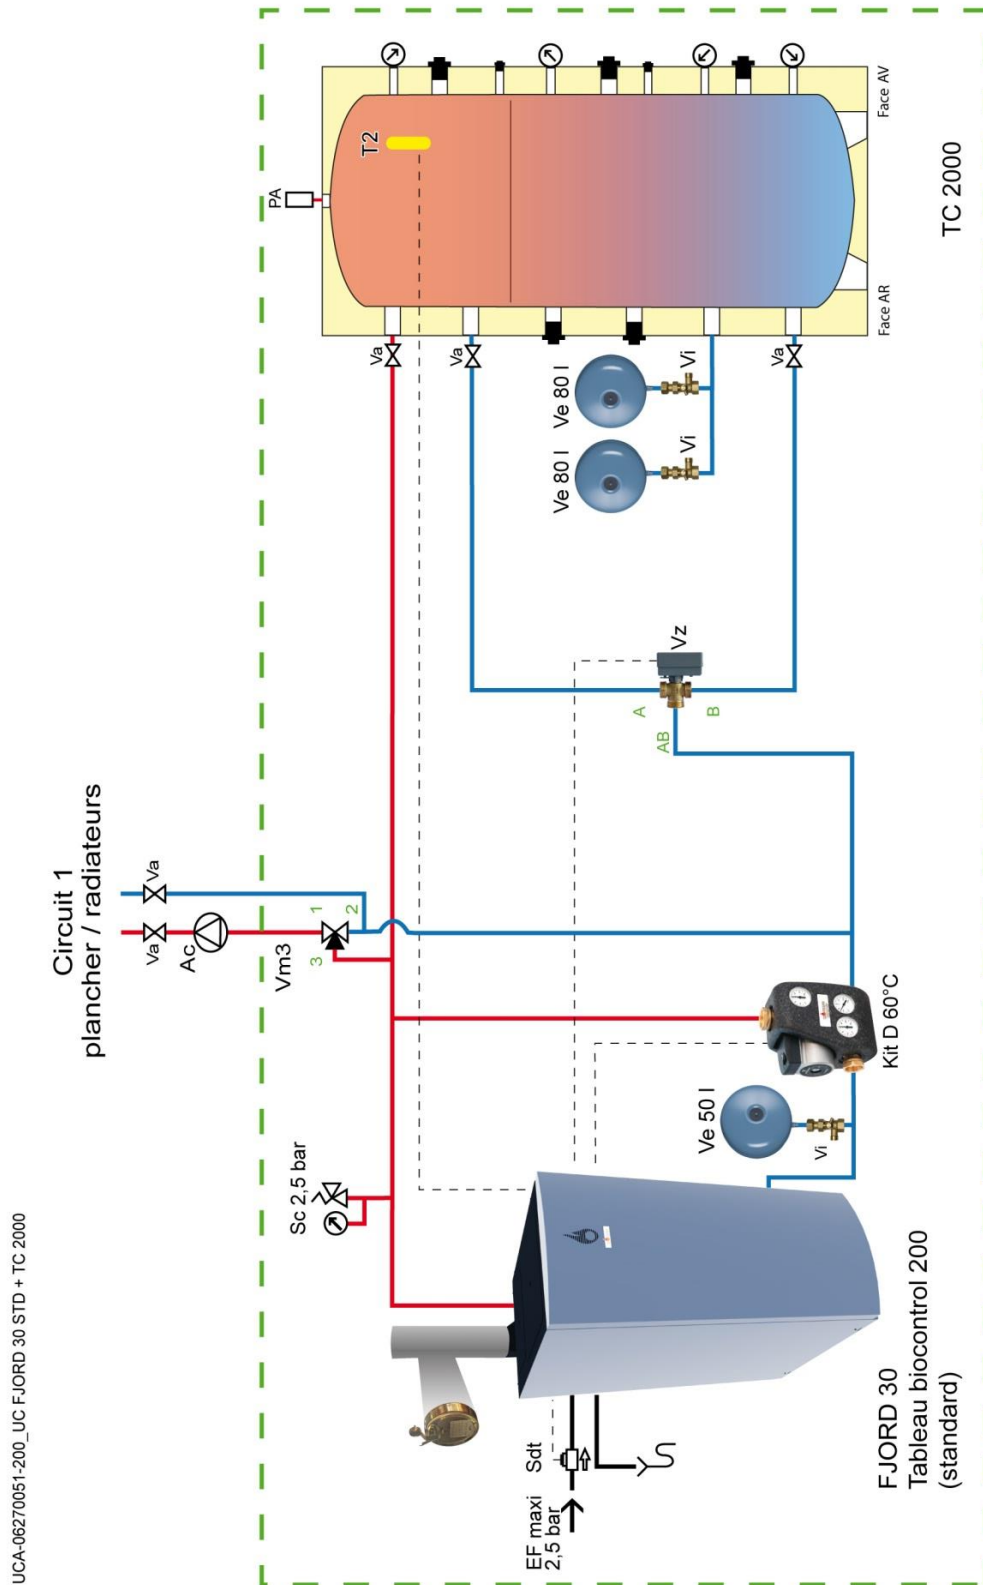 UCA-06270051-200_UC FJORD 30 STD + TC 2000
Circuit 1
plancher / radiateurs
Va
Va
Ac
Vm3
1
2
3
Sc 2,5 bar
PA
T2
Va
Va
Va
Face AR
Face AV
TC 2000
Ve 80 l
Ve 80 l
Vi
Vi
A
AB
B
Vz
Kit D 60°C
Ve 50 l
Vi
Sdt
EF maxi
2,5 bar
FJORD 30
Tableau biocontrol 200
(standard)